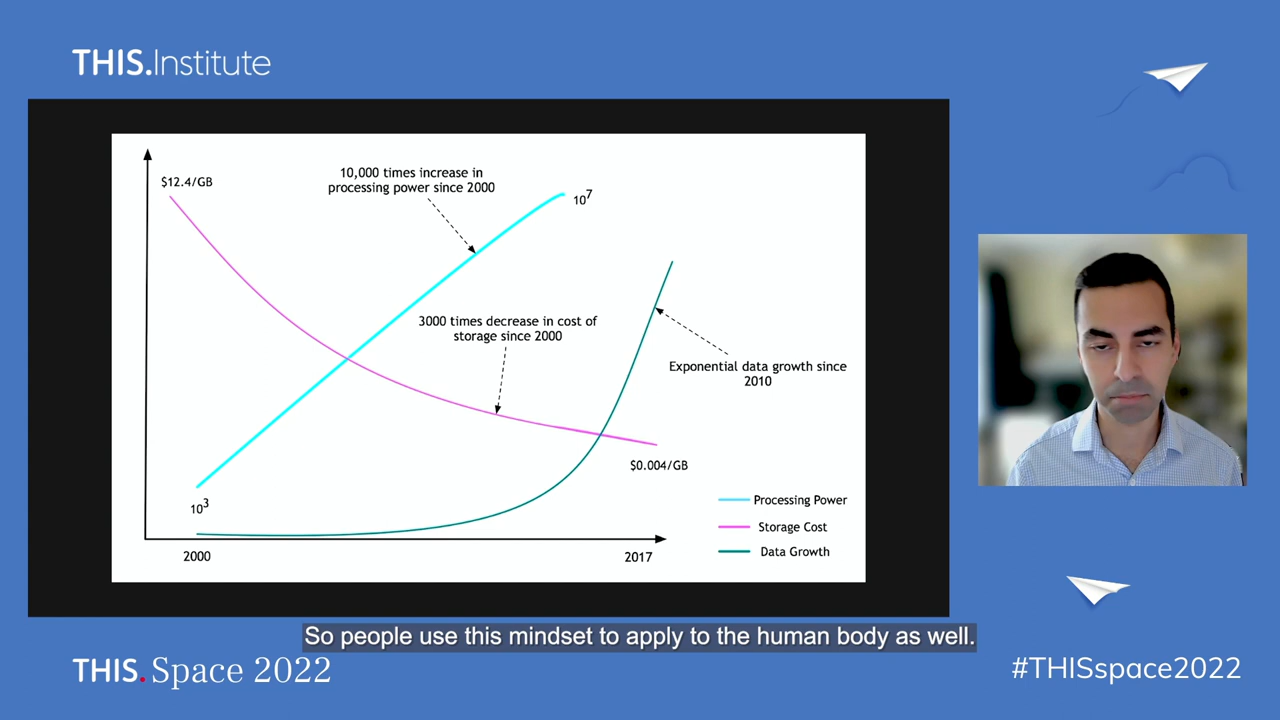 THIS.Institute
$12.4/GB
10,000 times increase in
processing power since 2000
10^7
3000 times decrease in cost of
storage since 2000
Exponential data growth since
2010
$0.004/GB
10^3
Processing Power
Storage Cost
Data Growth
2000
2017
So people use this mindset to apply to the human body as well.
THIS.Space 2022
#THISspace2022